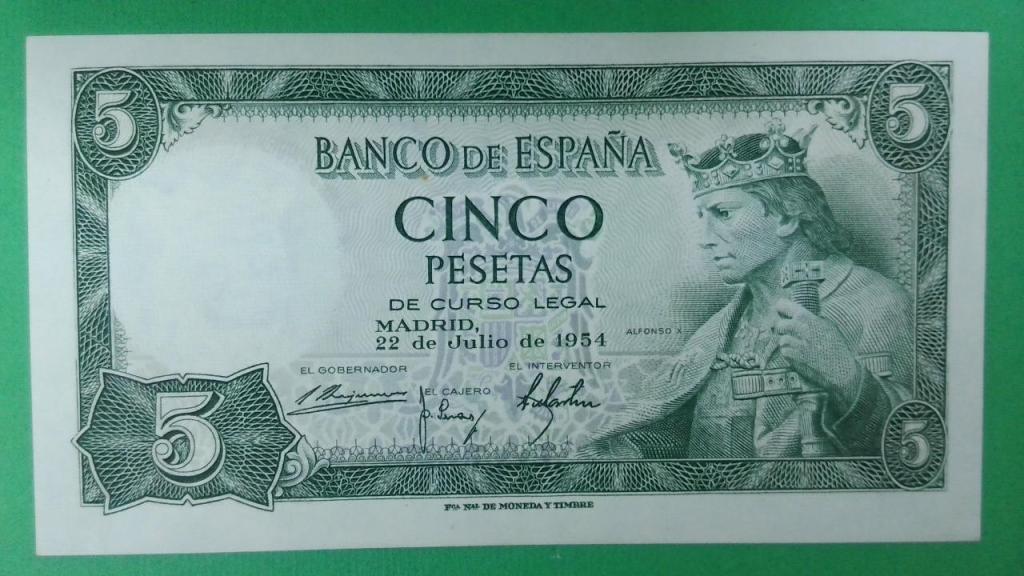 5 5
BANCO DE ESPAÑA
CINCO
PESETAS
DE CURSO LEGAL
MADRID,
22 de Julio de 1954
ALFONSO X
EL GOBERNADOR EL INTERVENTOR
EL CAJERO
5 5
Fca. Nal. DE MONEDA Y TIMBRE